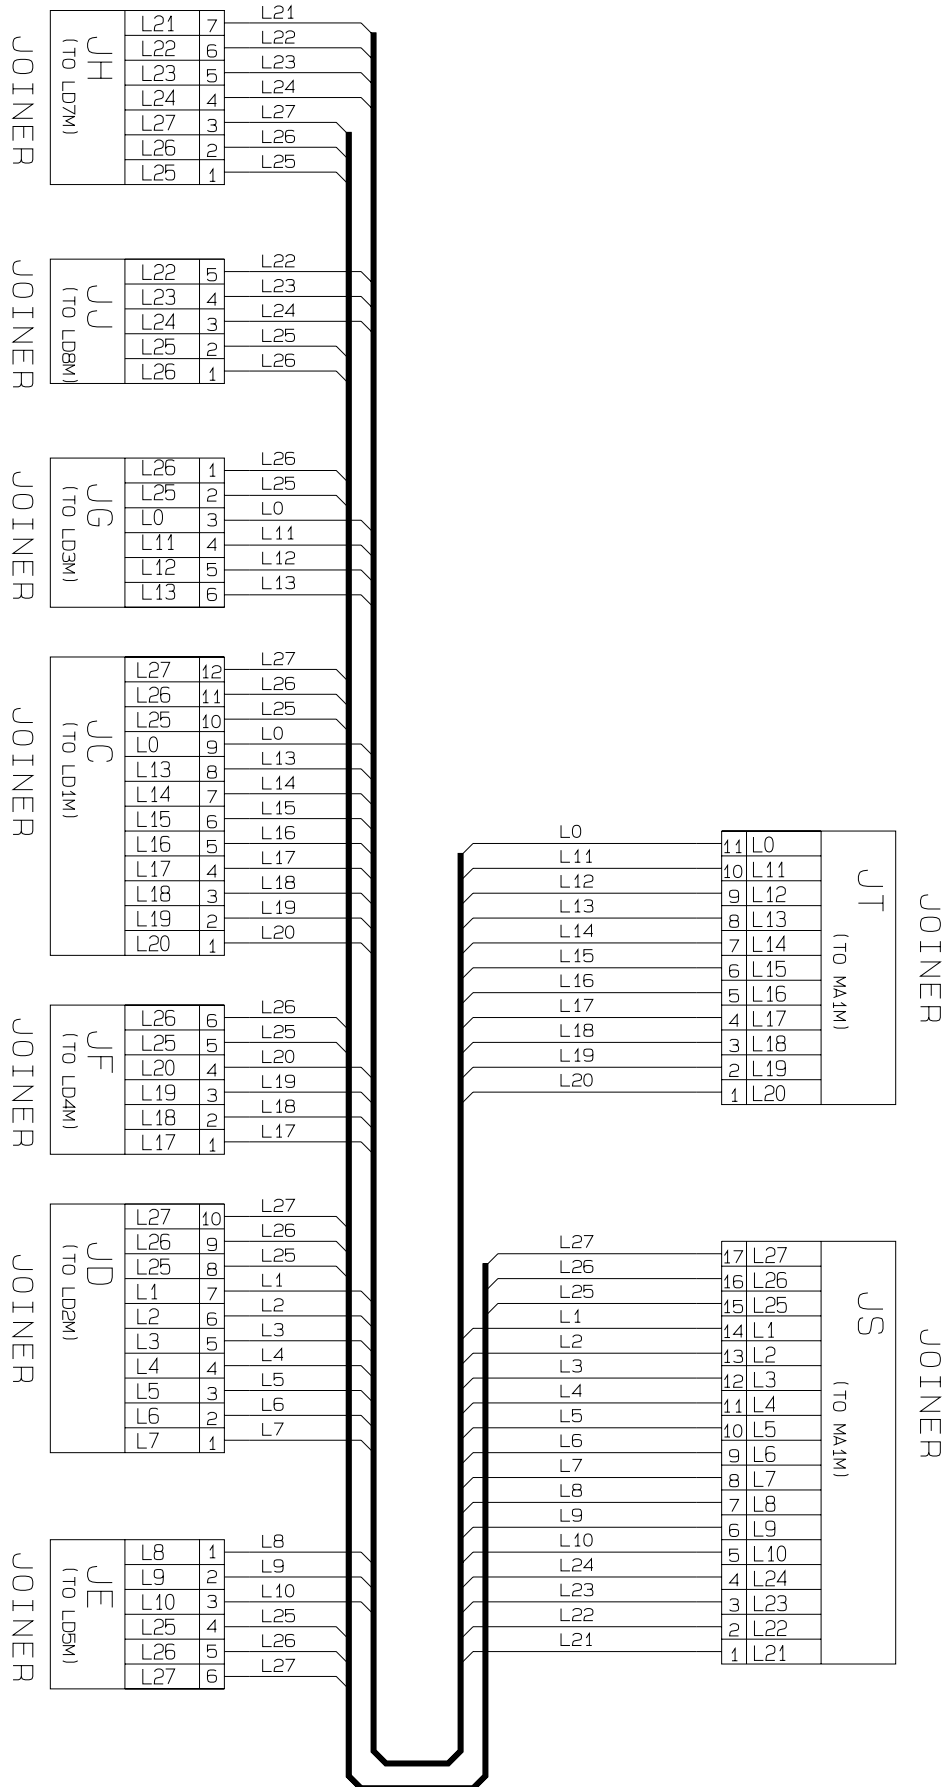 JOINER
JH
(TO LD7M)
L21 7 L21
L22 6 L22
L23 5 L23
L24 4 L24
L27 3 L27
L26 2 L26
L25 1 L25
JOINER
JJ
(TO LD8M)
L22 5 L22
L23 4 L23
L24 3 L24
L25 2 L25
L26 1 L26
JOINER
JG
(TO LD3M)
L26 1 L26
L25 2 L25
L0 3 L0
L11 4 L11
L12 5 L12
L13 6 L13
JOINER
JC
(TO LD1M)
L27 12 L27
L26 11 L26
L25 10 L25
L0 9 L0
L13 8 L13
L14 7 L14
L15 6 L15
L16 5 L16
L17 4 L17
L18 3 L18
L19 2 L19
L20 1 L20
JOINER
JF
(TO LD4M)
L26 6 L26
L25 5 L25
L20 4 L20
L19 3 L19
L18 2 L18
L17 1 L17
JOINER
JD
(TO LD2M)
L27 10 L27
L26 9 L26
L25 8 L25
L1 7 L1
L2 6 L2
L3 5 L3
L4 4 L4
L5 3 L5
L6 2 L6
L7 1 L7
JOINER
JE
(TO LD5M)
L8 1 L8
L9 2 L9
L10 3 L10
L25 4 L25
L26 5 L26
L27 6 L27
JOINER
JT
(TO MA1M)
L0 11 L0
L11 10 L11
L12 9 L12
L13 8 L13
L14 7 L14
L15 6 L15
L16 5 L16
L17 4 L17
L18 3 L18
L19 2 L19
L20 1 L20
JOINER
JS
(TO MA1M)
L27 17 L27
L26 16 L26
L25 15 L25
L1 14 L1
L2 13 L2
L3 12 L3
L4 11 L4
L5 10 L5
L6 9 L6
L7 8 L7
L8 7 L8
L9 6 L9
L10 5 L10
L24 4 L24
L23 3 L23
L22 2 L22
L21 1 L21